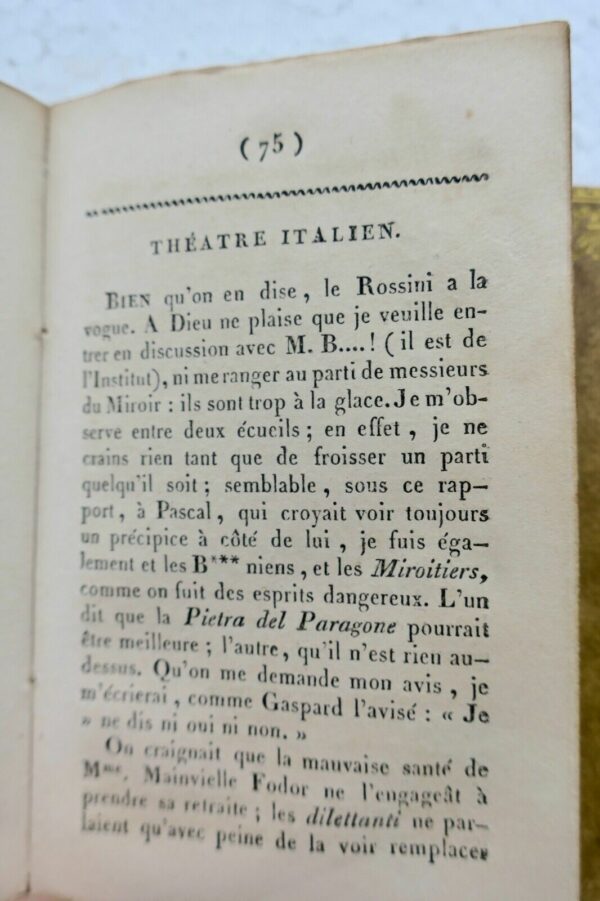 (75)
THÉATRE ITALIEN.
BIEN qu'on en dise, le Rossini a la
vogue. A Dieu ne plaise que je veuille en-
trer en discussion avec M. B....! (il est de
l'Institut), ni me ranger au parti de messieurs
du Miroir : ils sont trop à la glace. Je m'ob-
serve entre deux écueils ; en effet, je ne
crains rien tant que de froisser un parti
quelqu'il soit ; semblable, sous ce rap-
port, à Pascal, qui croyait voir toujours
un précipice à côté de lui, je fuis éga-
lement et les B*** niens, et les Miroitiers,
comme on fuit des esprits dangereux. L'un
dit que la Pietra del Paragone pourrait
être meilleure ; l'autre, qu'il n'est rien au-
dessus. Qu'on me demande mon avis, je
m'écrierai, comme Gaspard l'avisé : « Je
» ne dis ni oui ni non. »
On craignait que la mauvaise santé de
Mme. Mainvielle Fodor ne l'engageât à
prendre sa retraite ; les dilettanti ne par-
laient qu'avec peine de la voir remplacer